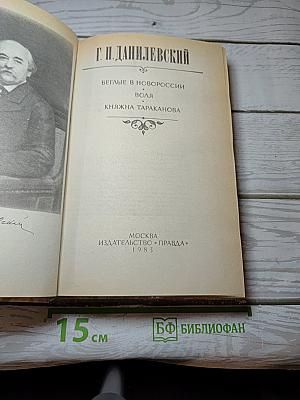 Г. П. ДАНИЛЕВСКИЙ
БЕГЛЫЕ В НОВОРОССИИ
•
ВОЛЯ
•
КНЯЖНА ТАРАКАНОВА
МОСКВА
ИЗДАТЕЛЬСТВО «ПРАВДА»
1983
15 см
БФ БИБЛИОФАН